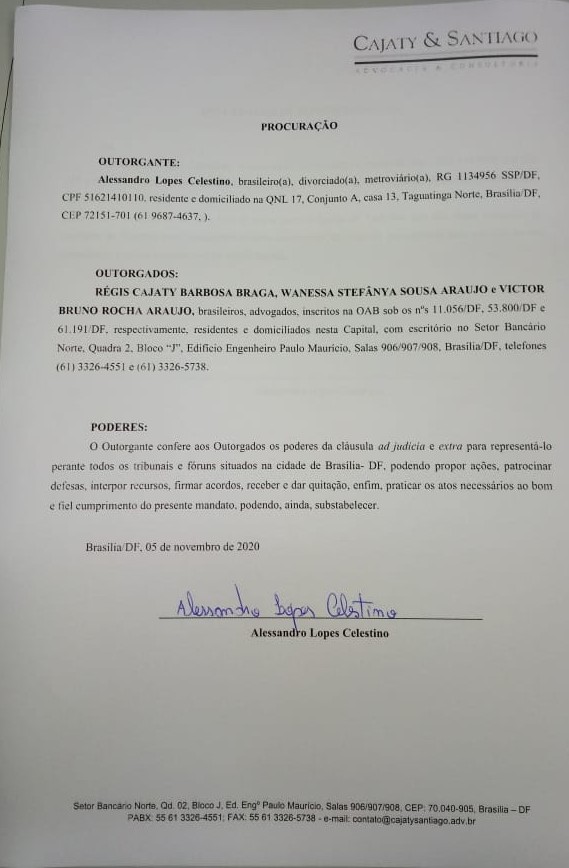 CAJATY & SANTIAGO
ADVOCACIA & CONSULTORIA
PROCURAÇÃO
OUTORGANTE:
Alessandro Lopes Celestino, brasileiro(a), divorciado(a), metroviário(a), RG 1134956 SSP/DF,
CPF 51621410110, residente e domiciliado na QNL 17, Conjunto A, casa 13, Taguatinga Norte, Brasília/DF,
CEP 72151-701 (61 9687-4637, ).
OUTORGADOS:
RÉGIS CAJATY BARBOSA BRAGA, WANESSA STEFÂNYA SOUSA ARAUJO e VICTOR
BRUNO ROCHA ARAUJO, brasileiros, advogados, inscritos na OAB sob os nºs 11.056/DF, 53.800/DF e
61.191/DF, respectivamente, residentes e domiciliados nesta Capital, com escritório no Setor Bancário
Norte, Quadra 2, Bloco “J”, Edifício Engenheiro Paulo Maurício, Salas 906/907/908, Brasília/DF, telefones
(61) 3326-4551 e (61) 3326-5738.
PODERES:
O Outorgante confere aos Outorgados os poderes da cláusula ad judicia e extra para representá-lo
perante todos os tribunais e fóruns situados na cidade de Brasília- DF, podendo propor ações, patrocinar
defesas, interpor recursos, firmar acordos, receber e dar quitação, enfim, praticar os atos necessários ao bom
e fiel cumprimento do presente mandato, podendo, ainda, substabelecer.
Brasília/DF, 05 de novembro de 2020
Alessandro Lopes Celestino
Alessandro Lopes Celestino
Setor Bancário Norte, Qd. 02, Bloco J, Ed. Engº Paulo Maurício, Salas 906/907/908, CEP: 70.040-905, Brasília – DF
PABX: 55 61 3326-4551; FAX: 55 61 3326-5738 - e-mail: contato@cajatysantiago.adv.br